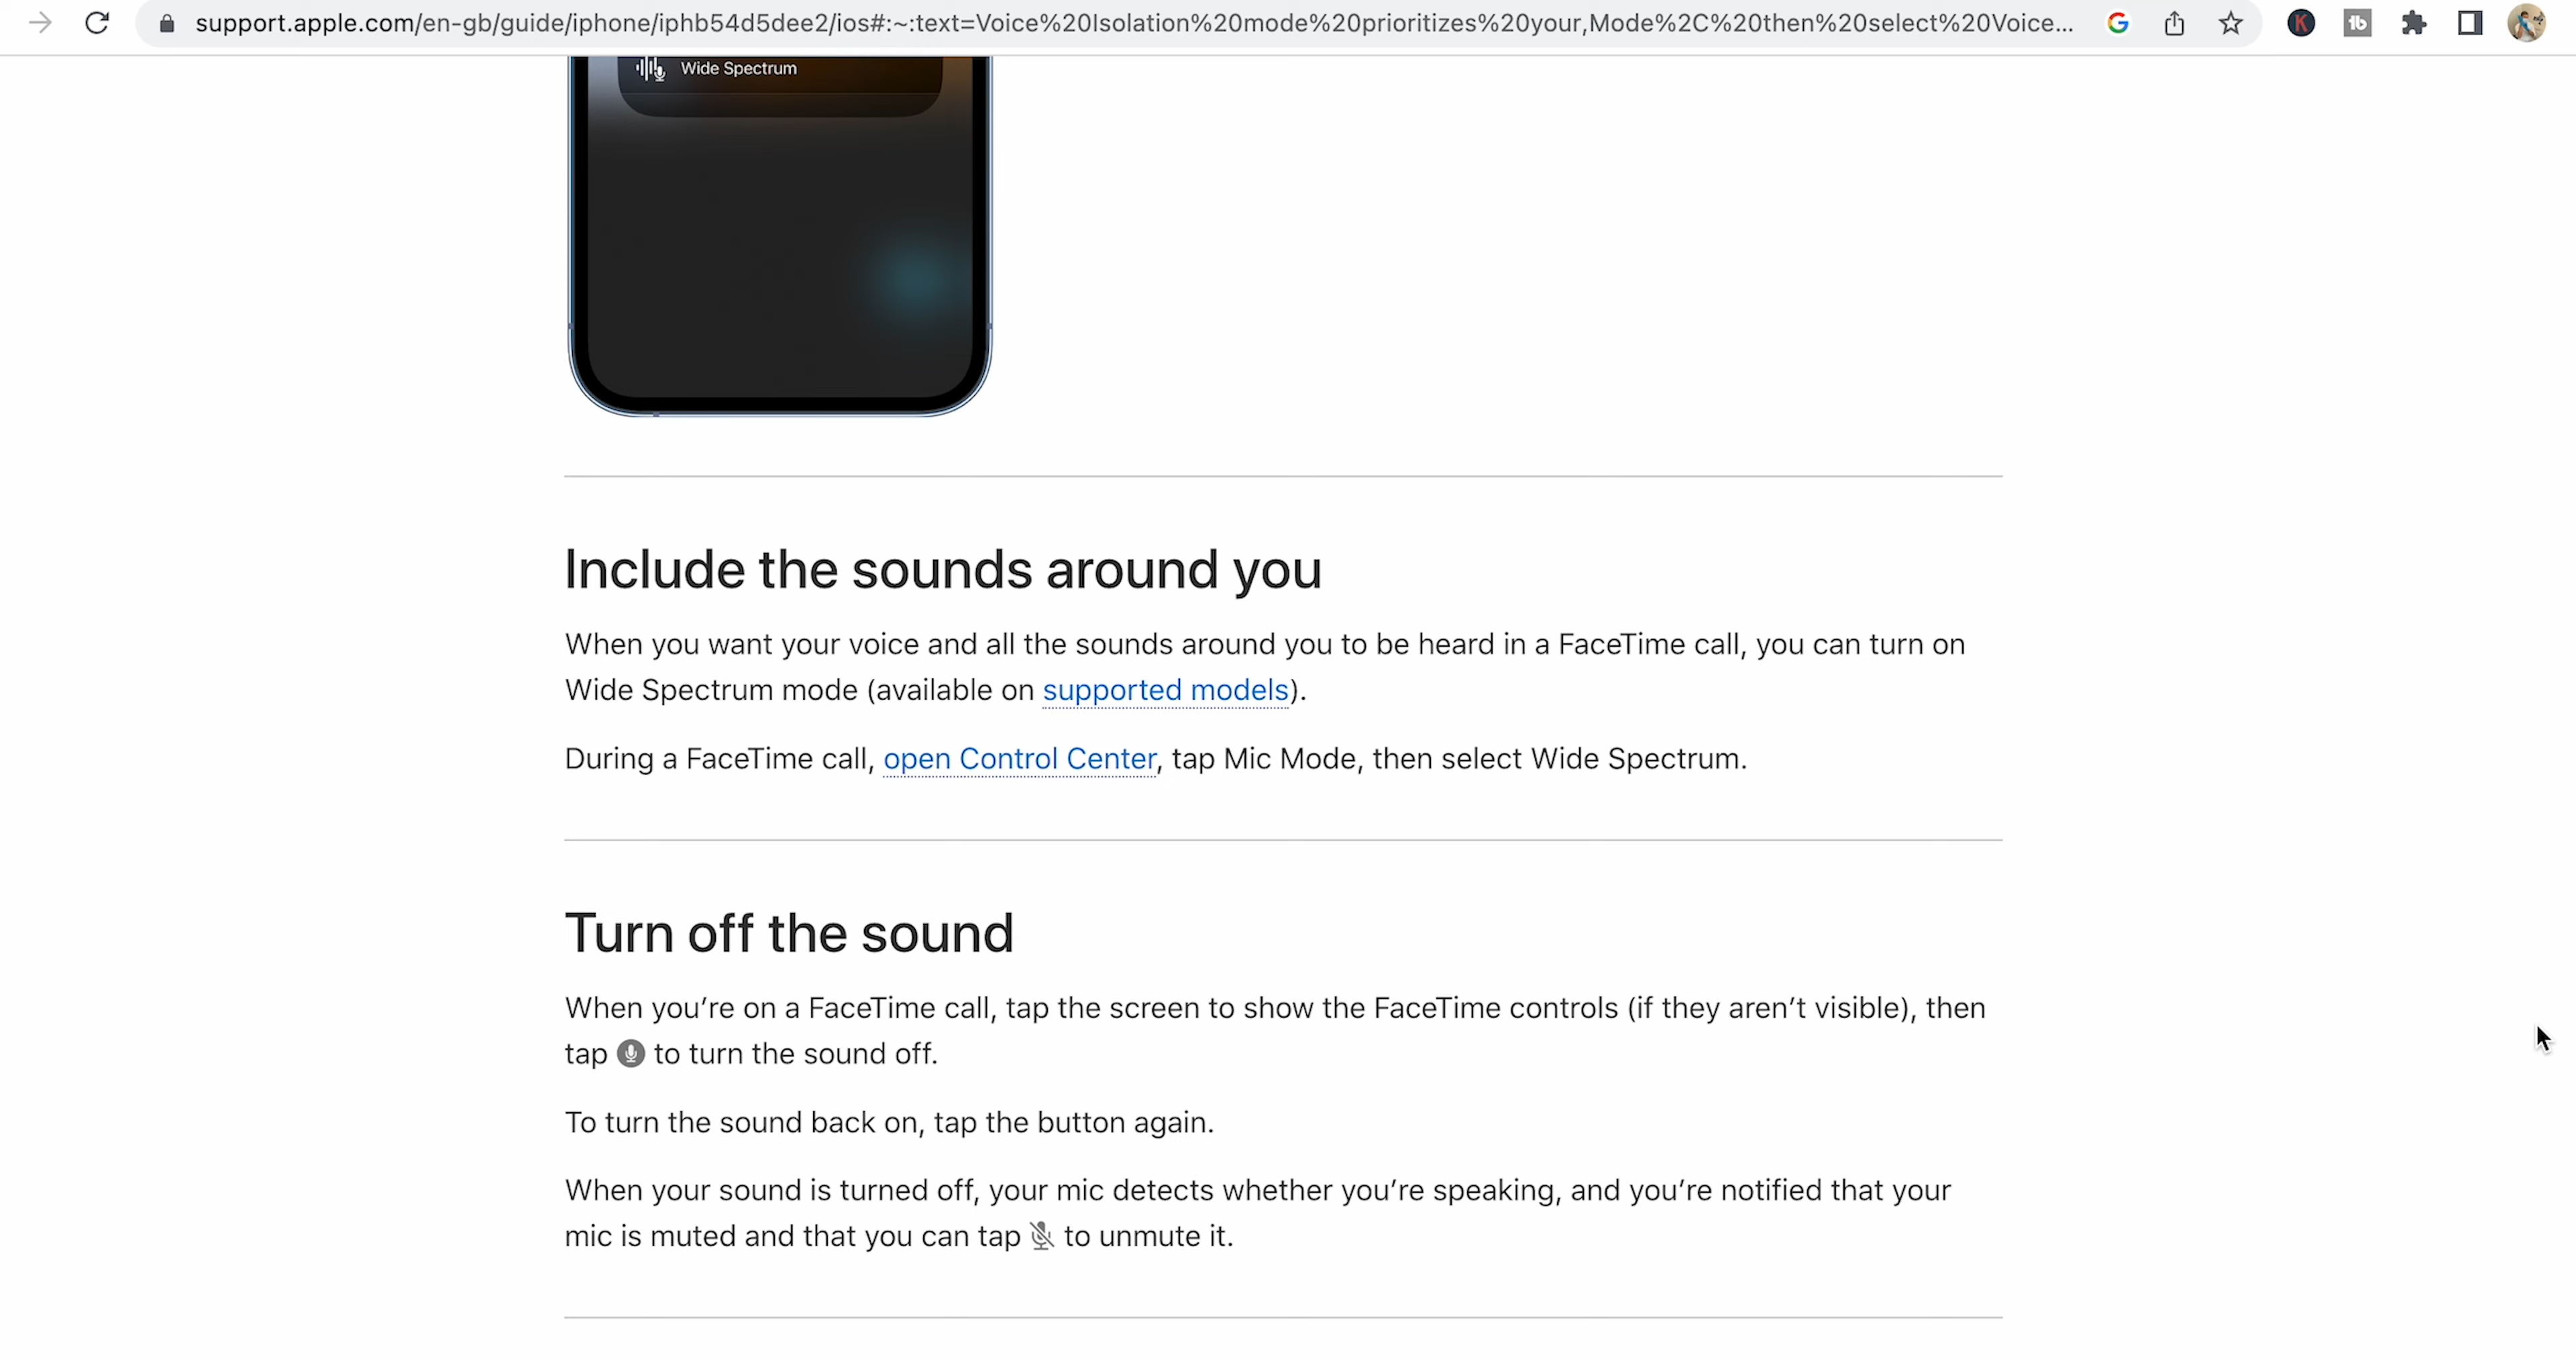 support.apple.com/en-gb/guide/iphone/iphb54d5dee2/ios#:~:text=Voice%20Isolation%20mode%20prioritizes%20your,Mode%2C%20then%20select%20Voice...
Wide Spectrum
Include the sounds around you
When you want your voice and all the sounds around you to be heard in a FaceTime call, you can turn on
Wide Spectrum mode (available on supported models).
During a FaceTime call, open Control Center, tap Mic Mode, then select Wide Spectrum.
Turn off the sound
When you’re on a FaceTime call, tap the screen to show the FaceTime controls (if they aren’t visible), then
tap to turn the sound off.
To turn the sound back on, tap the button again.
When your sound is turned off, your mic detects whether you’re speaking, and you’re notified that your
mic is muted and that you can tap to unmute it.